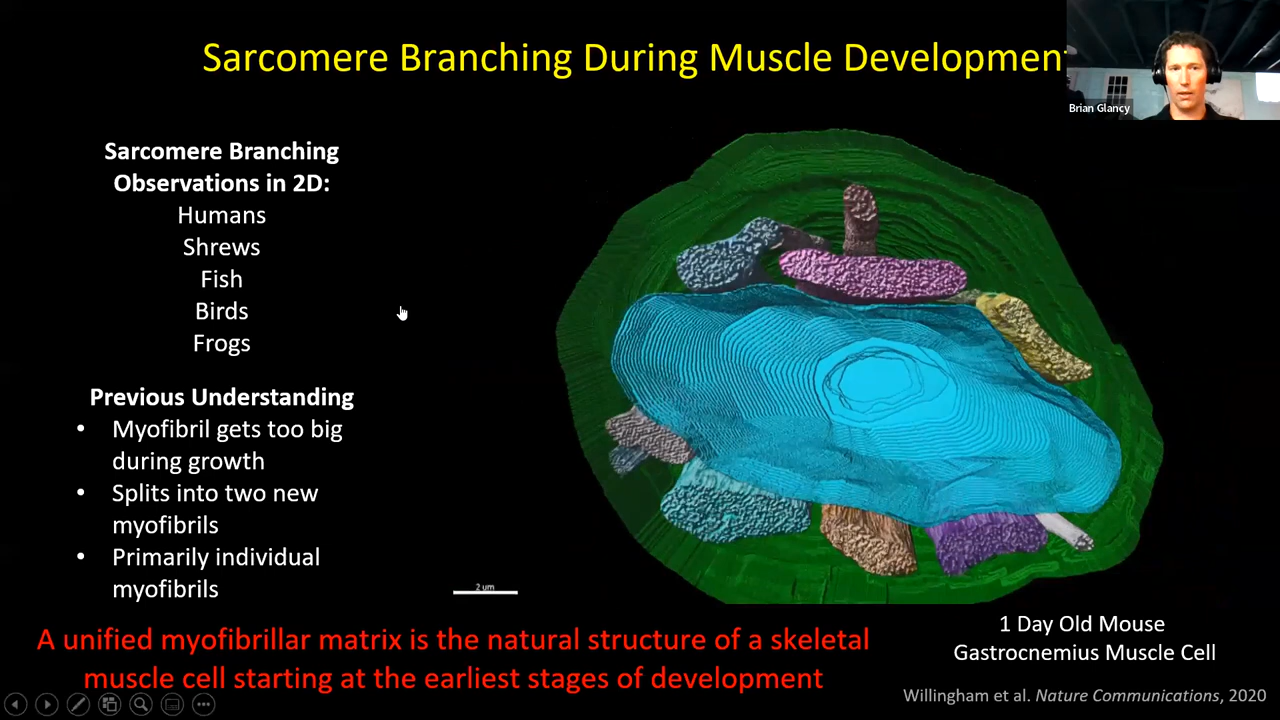 Sarcomere Branching During Muscle Development
Brian Glancy
Sarcomere Branching
Observations in 2D:
Humans
Shrews
Fish
Birds
Frogs
Previous Understanding
• Myofibril gets too big
during growth
• Splits into two new
myofibrils
• Primarily individual
myofibrils
2 um
A unified myofibrillar matrix is the natural structure of a skeletal
muscle cell starting at the earliest stages of development
1 Day Old Mouse
Gastrocnemius Muscle Cell
Willingham et al. Nature Communications, 2020